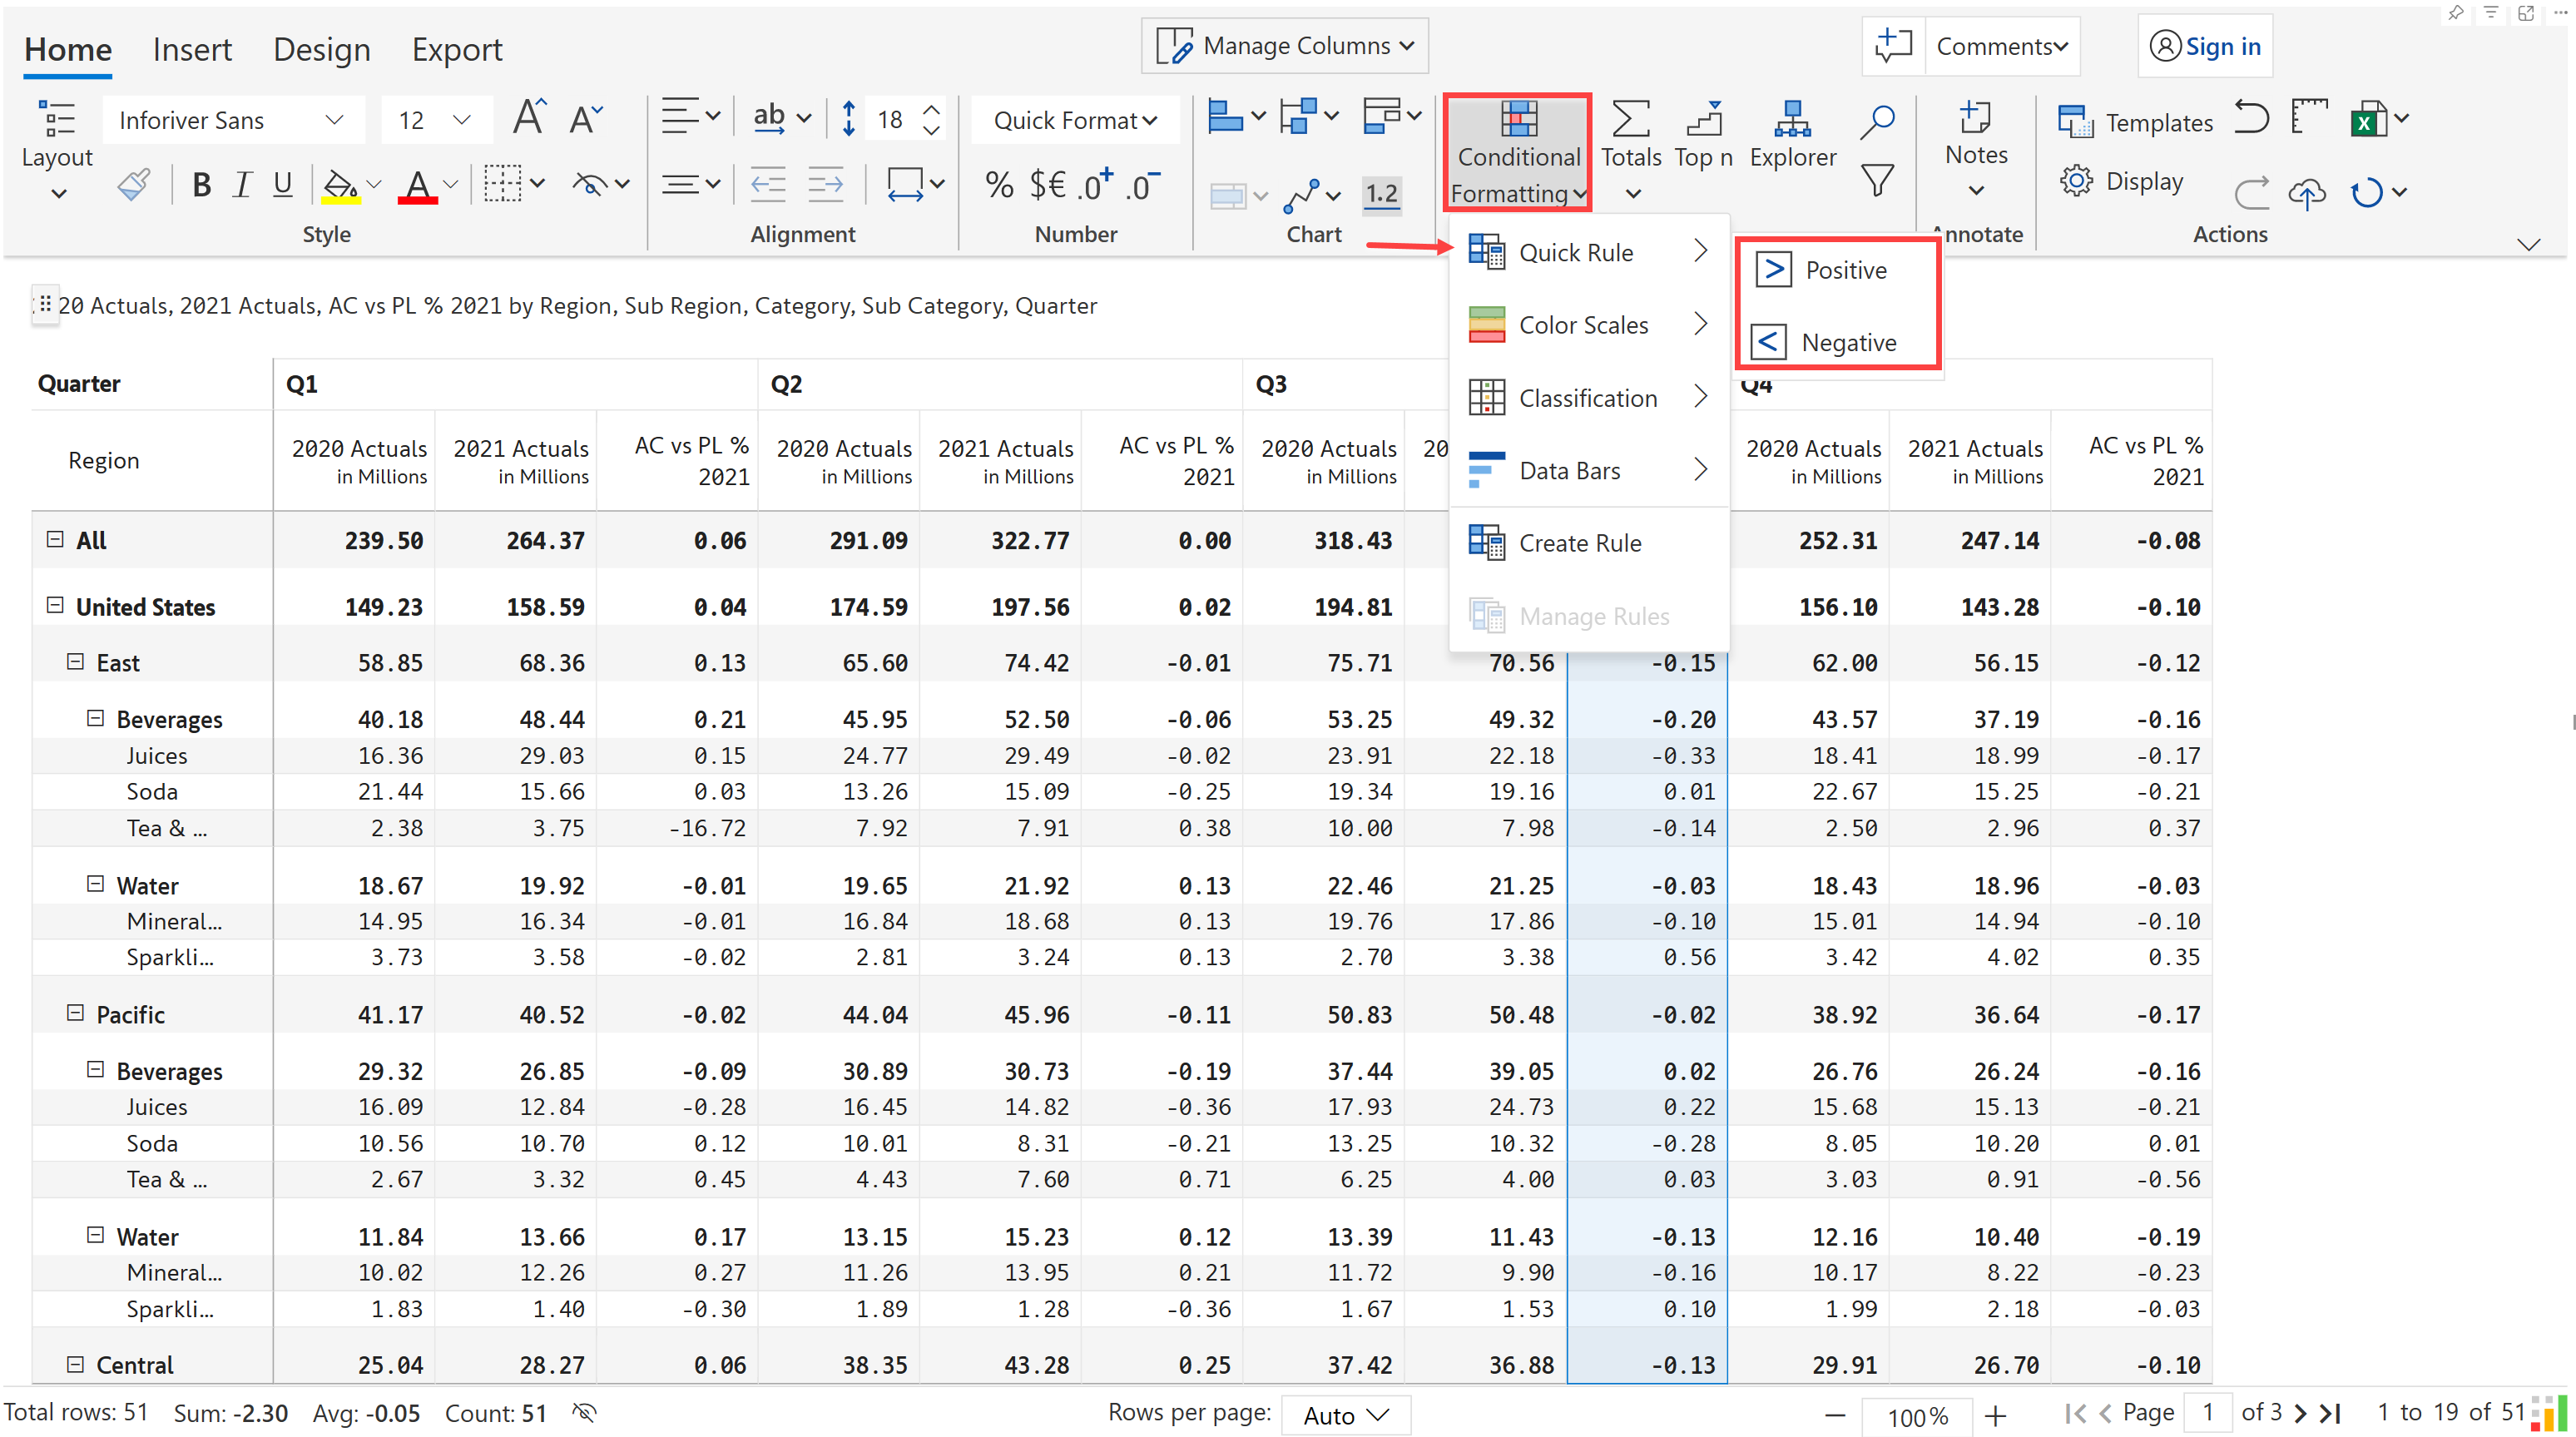 Home Insert Design Export Manage Columns Comments Sign in
Inforiver Sans 12 A A ab 18 Quick Format Conditional Formatting Totals Top n Explorer Notes Templates
Layout B I U A % $€ .0+ .0- 1.2 Display
Style Alignment Number Chart Annotate Actions
Quick Rule
Color Scales
Classification
Data Bars
Create Rule
Manage Rules
> Positive
< Negative
20 Actuals, 2021 Actuals, AC vs PL % 2021 by Region, Sub Region, Category, Sub Category, Quarter
Quarter Q1 Q2 Q3 Q4
Region 2020 Actuals in Millions 2021 Actuals in Millions AC vs PL % 2021 2020 Actuals in Millions 2021 Actuals in Millions AC vs PL % 2021 2020 Actuals in Millions 20 2020 Actuals in Millions 2021 Actuals in Millions AC vs PL % 2021
All 239.50 264.37 0.06 291.09 322.77 0.00 318.43 252.31 247.14 -0.08
United States 149.23 158.59 0.04 174.59 197.56 0.02 194.81 156.10 143.28 -0.10
East 58.85 68.36 0.13 65.60 74.42 -0.01 75.71 70.56 -0.15 62.00 56.15 -0.12
Beverages 40.18 48.44 0.21 45.95 52.50 -0.06 53.25 49.32 -0.20 43.57 37.19 -0.16
Juices 16.36 29.03 0.15 24.77 29.49 -0.02 23.91 22.18 -0.33 18.41 18.99 -0.17
Soda 21.44 15.66 0.03 13.26 15.09 -0.25 19.34 19.16 0.01 22.67 15.25 -0.21
Tea & ... 2.38 3.75 -16.72 7.92 7.91 0.38 10.00 7.98 -0.14 2.50 2.96 0.37
Water 18.67 19.92 -0.01 19.65 21.92 0.13 22.46 21.25 -0.03 18.43 18.96 -0.03
Mineral... 14.95 16.34 -0.01 16.84 18.68 0.13 19.76 17.86 -0.10 15.01 14.94 -0.10
Sparkli... 3.73 3.58 -0.02 2.81 3.24 0.13 2.70 3.38 0.56 3.42 4.02 0.35
Pacific 41.17 40.52 -0.02 44.04 45.96 -0.11 50.83 50.48 -0.02 38.92 36.64 -0.17
Beverages 29.32 26.85 -0.09 30.89 30.73 -0.19 37.44 39.05 0.02 26.76 26.24 -0.16
Juices 16.09 12.84 -0.28 16.45 14.82 -0.36 17.93 24.73 0.22 15.68 15.13 -0.21
Soda 10.56 10.70 0.12 10.01 8.31 -0.21 13.25 10.32 -0.28 8.05 10.20 0.01
Tea & ... 2.67 3.32 0.45 4.43 7.60 0.71 6.25 4.00 0.03 3.03 0.91 -0.56
Water 11.84 13.66 0.17 13.15 15.23 0.12 13.39 11.43 -0.13 12.16 10.40 -0.19
Mineral... 10.02 12.26 0.27 11.26 13.95 0.21 11.72 9.90 -0.16 10.17 8.22 -0.23
Sparkli... 1.83 1.40 -0.30 1.89 1.28 -0.36 1.67 1.53 0.10 1.99 2.18 -0.03
Central 25.04 28.27 0.06 38.35 43.28 0.25 37.42 36.88 -0.13 29.91 26.70 -0.10
Total rows: 51 Sum: -2.30 Avg: -0.05 Count: 51 Rows per page: Auto 100% Page 1 of 3 1 to 19 of 51